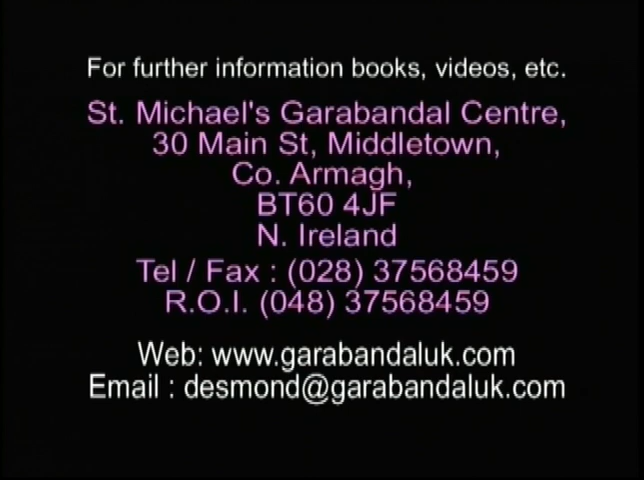 For further information books, videos, etc.
St. Michael's Garabandal Centre,
30 Main St, Middletown,
Co. Armagh,
BT60 4JF
N. Ireland
Tel / Fax : (028) 37568459
R.O.I. (048) 37568459
Web: www.garabandaluk.com
Email : desmond@garabandaluk.com